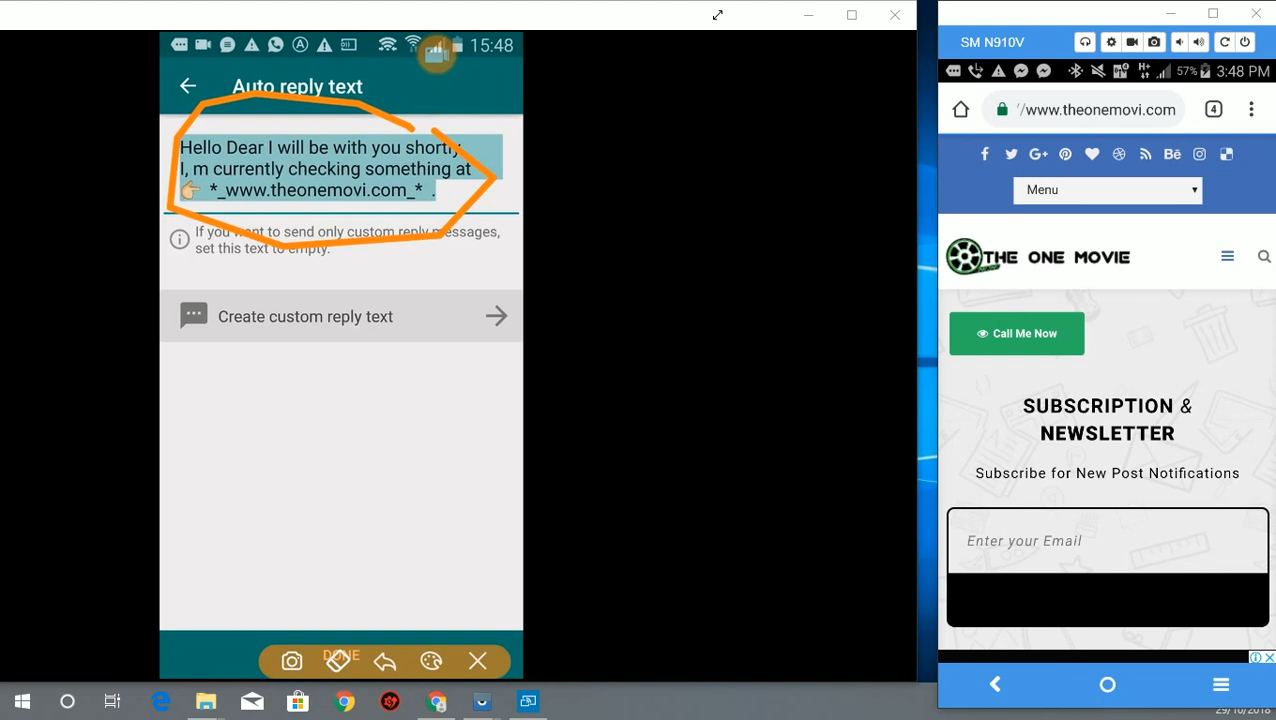 15:48
Auto reply text
Hello Dear I will be with you shortly.
I, m currently checking something at
👉 *_www.theonemovi.com_* .
If you want to send only custom reply messages,
set this text to empty.
Create custom reply text
DONE
SM N910V
57% 3:48 PM
//www.theonemovi.com 4
Menu
THE ONE MOVIE
Call Me Now
SUBSCRIPTION &
NEWSLETTER
Subscribe for New Post Notifications
Enter your Email
29/10/2018